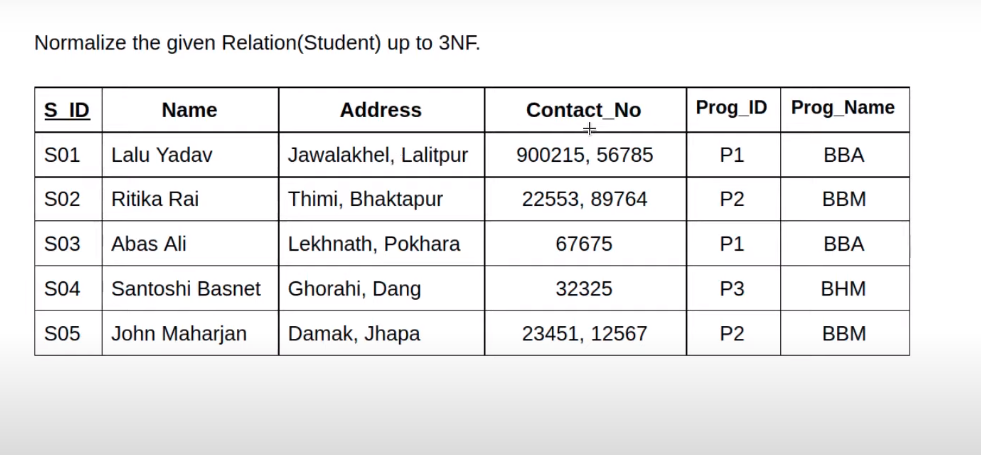 Normalize the given Relation(Student) up to 3NF.
S_ID Name Address Contact_No Prog_ID Prog_Name
S01 Lalu Yadav Jawalakhel, Lalitpur 900215, 56785 P1 BBA
S02 Ritika Rai Thimi, Bhaktapur 22553, 89764 P2 BBM
S03 Abas Ali Lekhnath, Pokhara 67675 P1 BBA
S04 Santoshi Basnet Ghorahi, Dang 32325 P3 BHM
S05 John Maharjan Damak, Jhapa 23451, 12567 P2 BBM